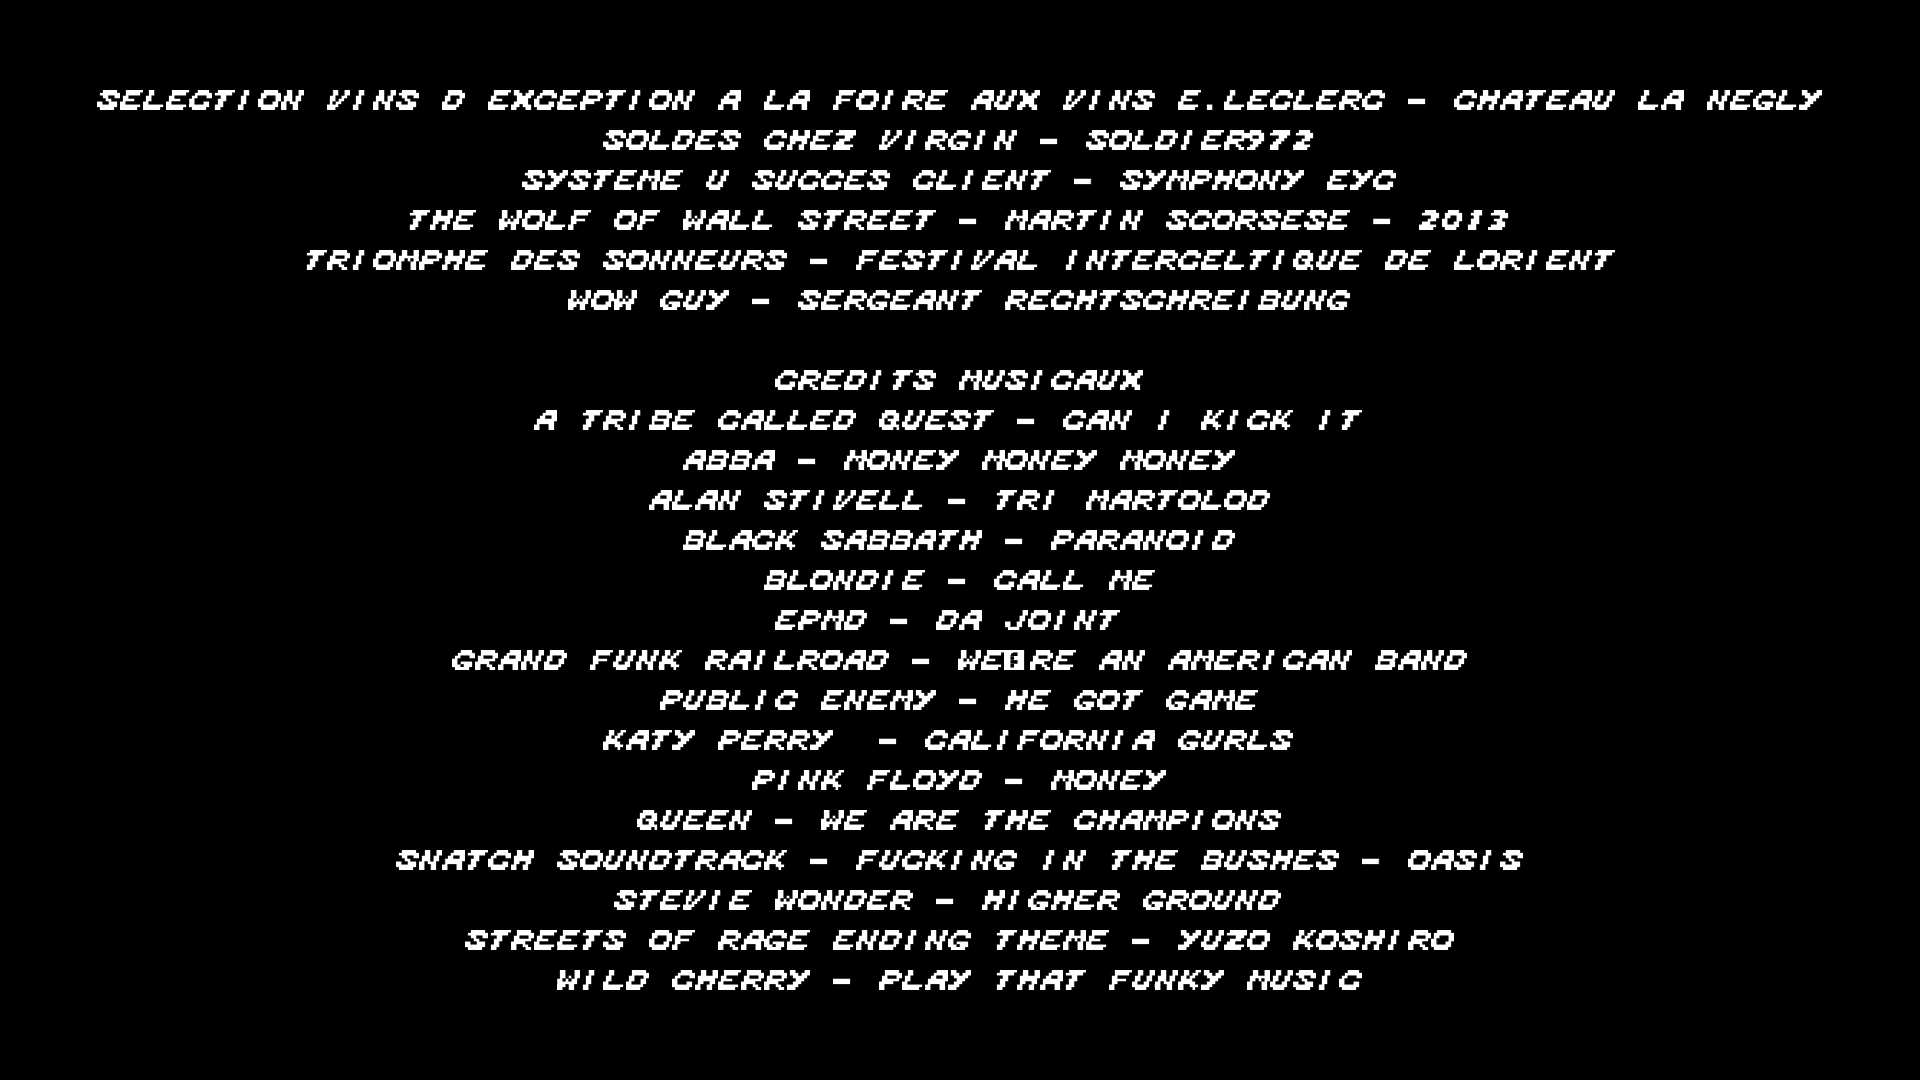 SELECTION VINS D EXCEPTION A LA FOIRE AUX VINS E.LECLERC - CHATEAU LA NEGLY
SOLDES CHEZ VIRGIN - SOLDIER972
SYSTEME U SUCCES CLIENT - SYMPHONY EYC
THE WOLF OF WALL STREET - MARTIN SCORSESE - 2013
TRIOMPHE DES SONNEURS - FESTIVAL INTERCELTIQUE DE LORIENT
WOW GUY - SERGEANT RECHTSCHREIBUNG
CREDITS MUSICAUX
A TRIBE CALLED QUEST - CAN I KICK IT
ABBA - MONEY MONEY MONEY
ALAN STIVELL - TRI MARTOLOD
BLACK SABBATH - PARANOID
BLONDIE - CALL ME
EPMD - DA JOINT
GRAND FUNK RAILROAD - AN AMERICAN BAND
PUBLIC ENEMY - HE GOT GAME
KATY PERRY - CALIFORNIA GURLS
PINK FLOYD - MONEY
QUEEN - WE ARE THE CHAMPIONS
SNATCH SOUNDTRACK - FUCKING IN THE BUSHES - OASIS
STEVIE WONDER - HIGHER GROUND
STREETS OF RAGE ENDING THEME - YUZO KOSHIRO
WILD CHERRY - PLAY THAT FUNKY MUSIC